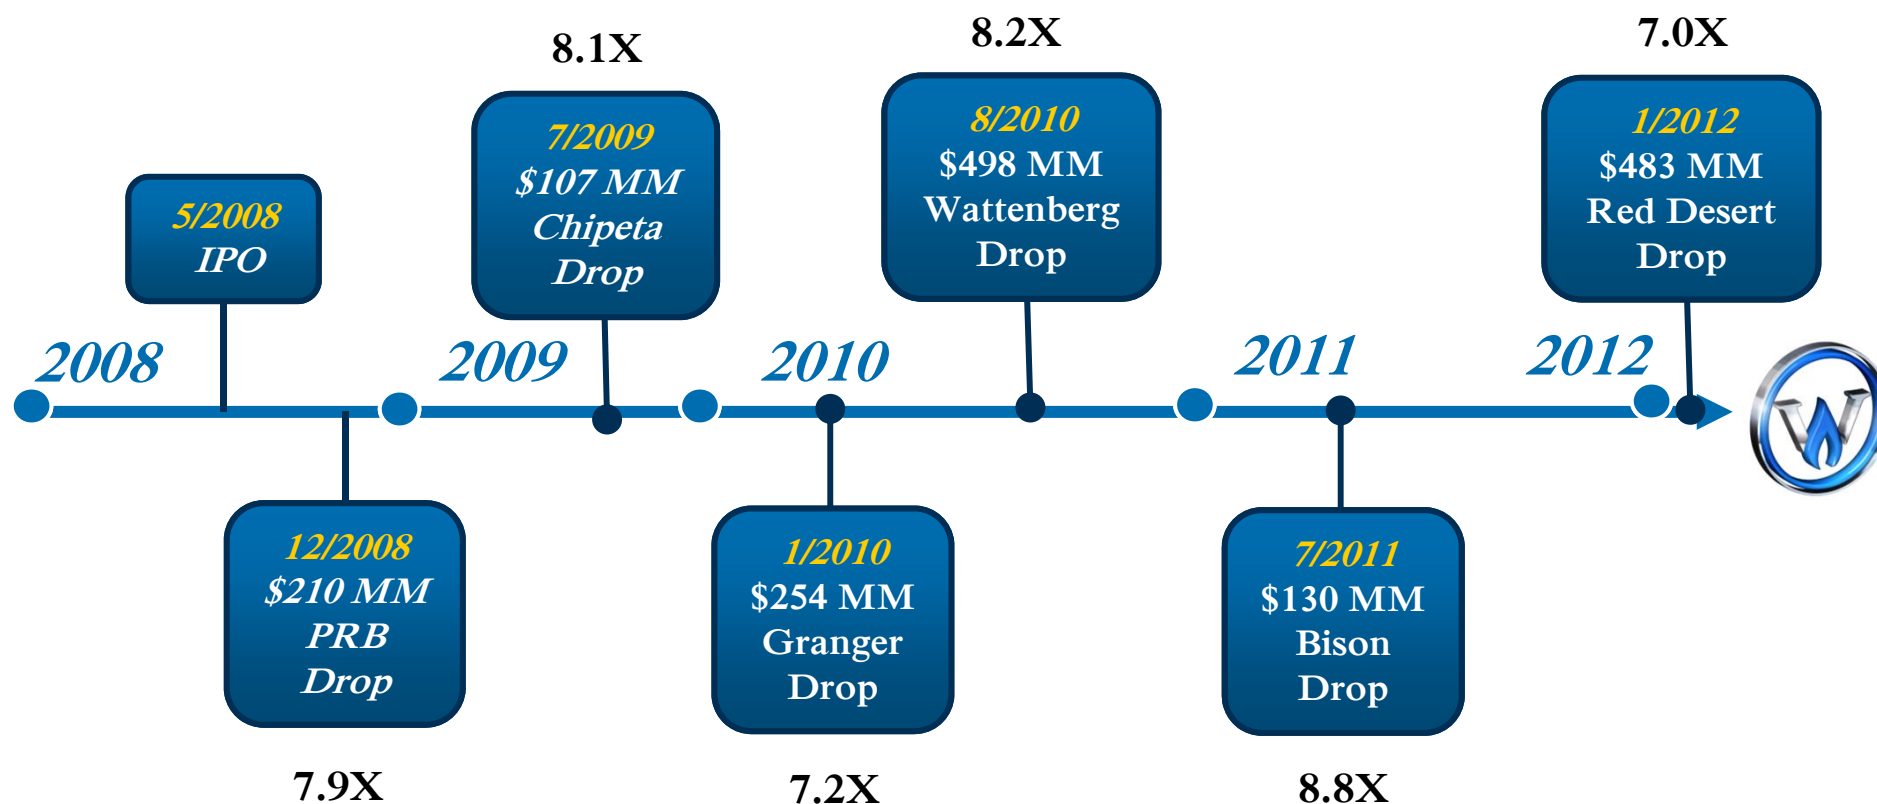 8.1X
8.2X
7.0X
5/2008
IPO
7/2009
$107 MM
Chipeta
Drop
8/2010
$498 MM
Wattenberg
Drop
1/2012
$483 MM
Red Desert
Drop
2008
2009
2010
2011
2012
W
12/2008
$210 MM
PRB
Drop
1/2010
$254 MM
Granger
Drop
7/2011
$130 MM
Bison
Drop
7.9X
7.2X
8.8X